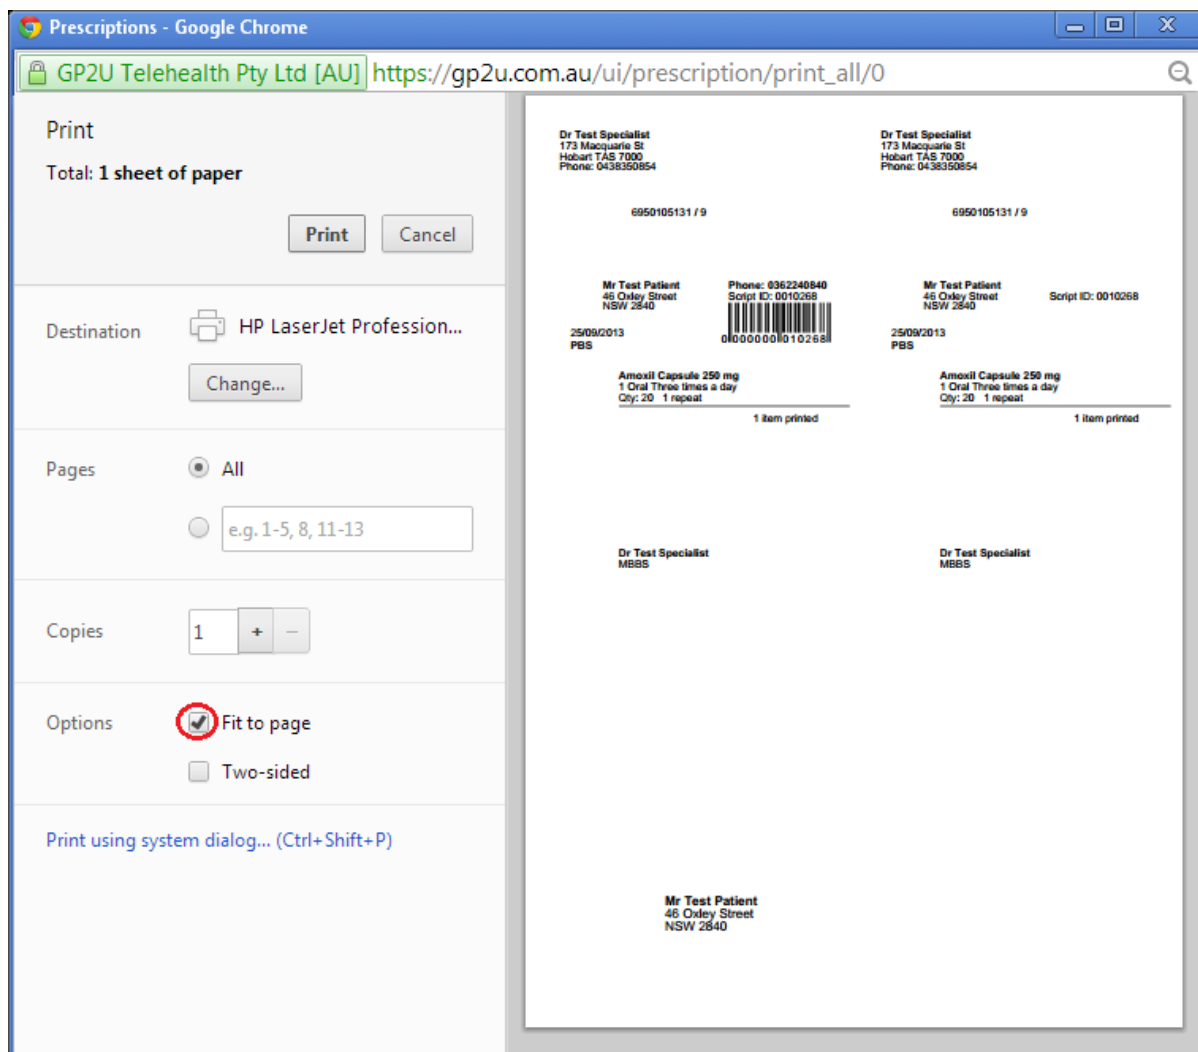 Prescriptions - Google Chrome
GP2U Telehealth Pty Ltd [AU] https://gp2u.com.au/ui/prescription/print_all/0
Print
Total: 1 sheet of paper
Print Cancel
Destination HP LaserJet Profession...
Change...
Pages All
e.g. 1-5, 8, 11-13
Copies 1 + −
Options Fit to page
Two-sided
Print using system dialog... (Ctrl+Shift+P)
Dr Test Specialist
173 Macquarie St
Hobart TAS 7000
Phone: 0438350854
6950105131 / 9
Mr Test Patient
46 Oxley Street
NSW 2840
Phone: 0362240840
Script ID: 0010268
0 000000 010268
25/09/2013
PBS
Amoxil Capsule 250 mg
1 Oral Three times a day
Qty: 20 1 repeat
1 item printed
Dr Test Specialist
MBBS
Dr Test Specialist
173 Macquarie St
Hobart TAS 7000
Phone: 0438350854
6950105131 / 9
Mr Test Patient
46 Oxley Street
NSW 2840
Script ID: 0010268
25/09/2013
PBS
Amoxil Capsule 250 mg
1 Oral Three times a day
Qty: 20 1 repeat
1 item printed
Dr Test Specialist
MBBS
Mr Test Patient
46 Oxley Street
NSW 2840